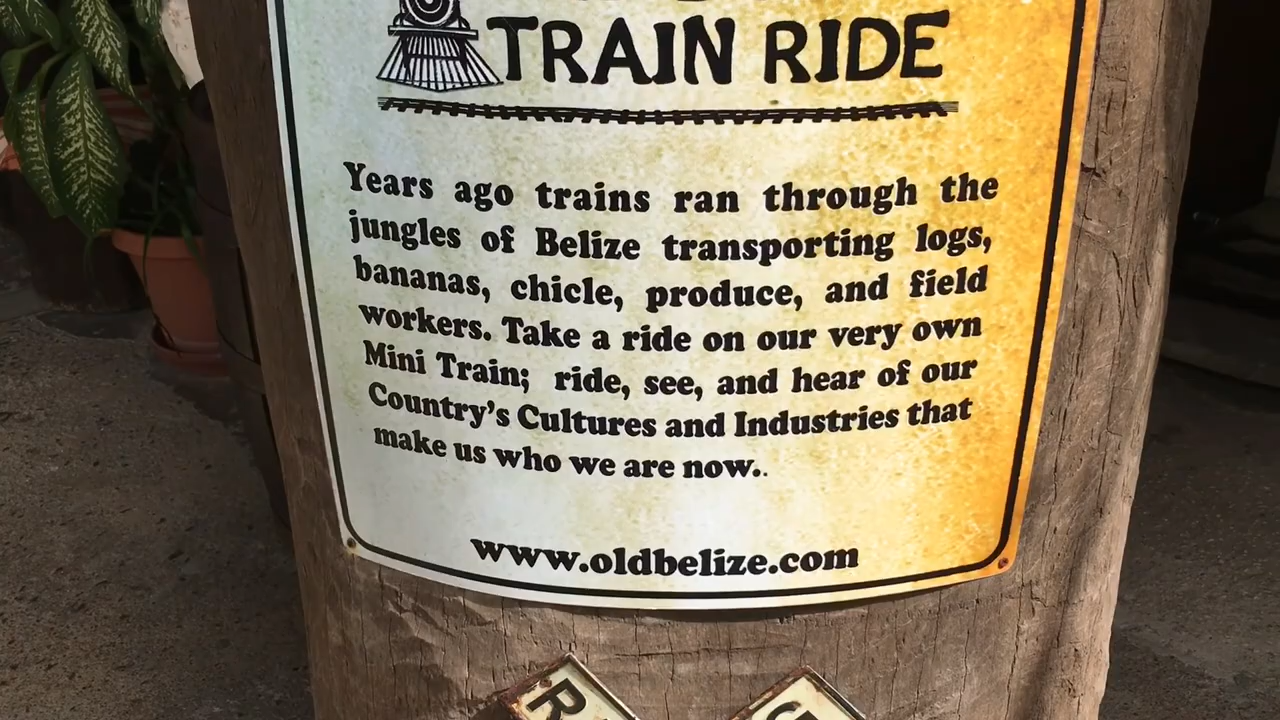 TRAIN RIDE
Years ago trains ran through the
jungles of Belize transporting logs,
bananas, chicle, produce, and field
workers. Take a ride on our very own
Mini Train; ride, see, and hear of our
Country's Cultures and Industries that
make us who we are now..
www.oldbelize.com